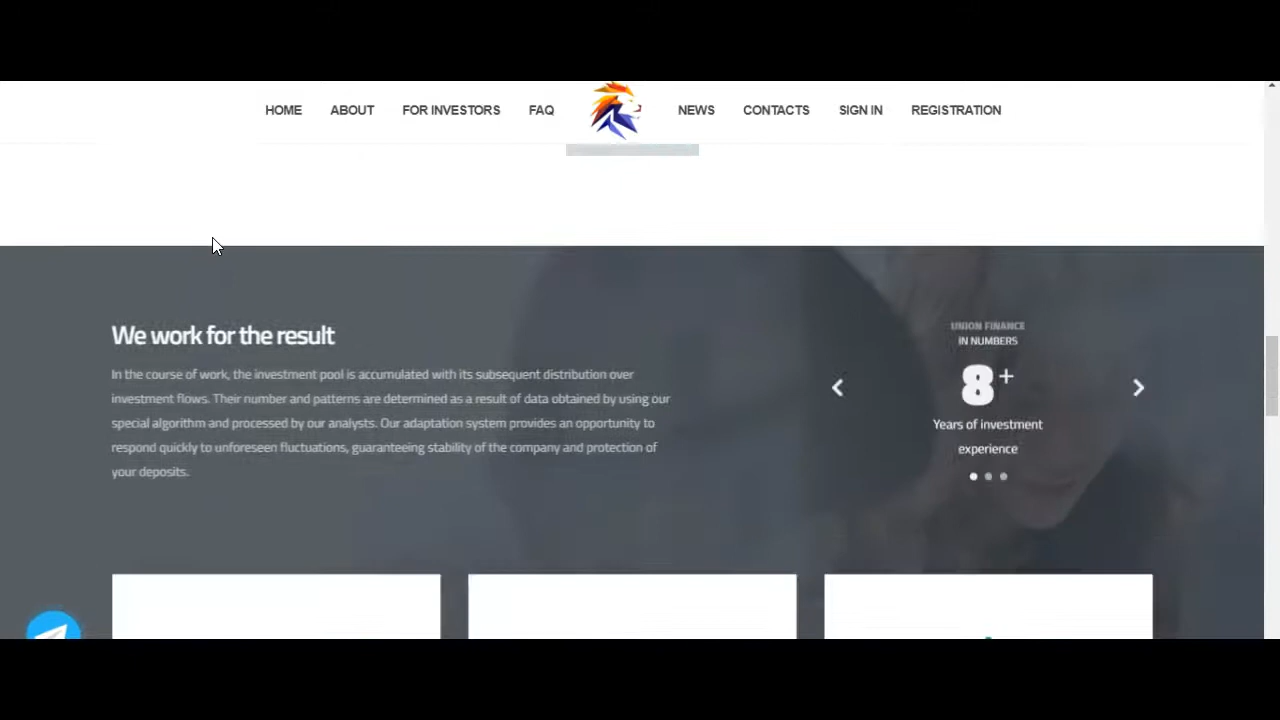 HOME ABOUT FOR INVESTORS FAQ NEWS CONTACTS SIGN IN REGISTRATION
We work for the result
In the course of work, the investment pool is accumulated with its subsequent distribution over
investment flows. Their number and patterns are determined as a result of data obtained by using our
special algorithm and processed by our analysts. Our adaptation system provides an opportunity to
respond quickly to unforeseen fluctuations, guaranteeing stability of the company and protection of
your deposits.
UNION FINANCE
IN NUMBERS
8+
Years of investment
experience